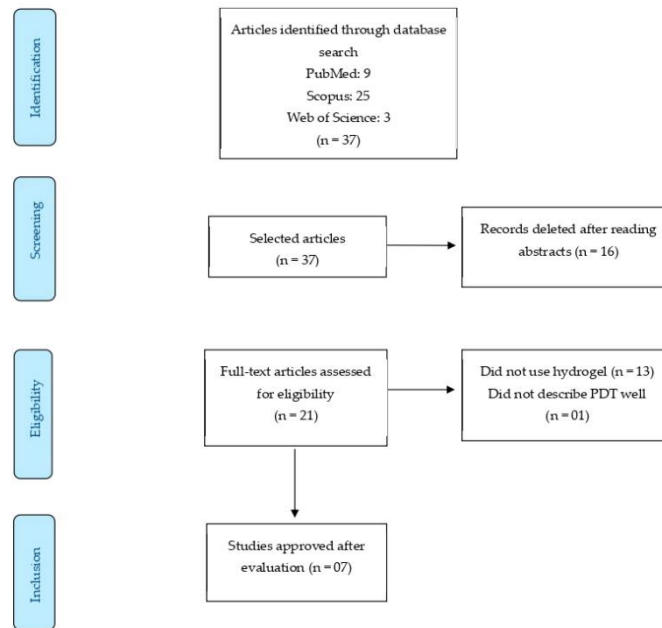 Identification
Articles identified through database
search
PubMed: 9
Scopus: 25
Web of Science: 3
(n = 37)
Screening
Selected articles
(n = 37)
Records deleted after reading
abstracts (n = 16)
Eligibility
Full-text articles assessed
for eligibility
(n = 21)
Did not use hydrogel (n = 13)
Did not describe PDT well
(n = 01)
Inclusion
Studies approved after
evaluation (n = 07)